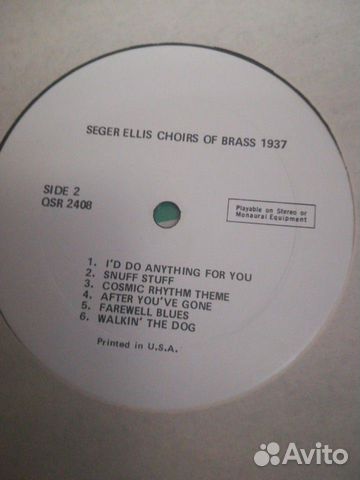 SEGER ELLIS CHOIRS OF BRASS 1937
SIDE 2
QSR 2408
Playable on Stereo or
Monaural Equipment
1. I'D DO ANYTHING FOR YOU
2. SNUFF STUFF
3. COSMIC RHYTHM THEME
4. AFTER YOU'VE GONE
5. FAREWELL BLUES
6. WALKIN' THE DOG
Printed in U.S.A.
Avito